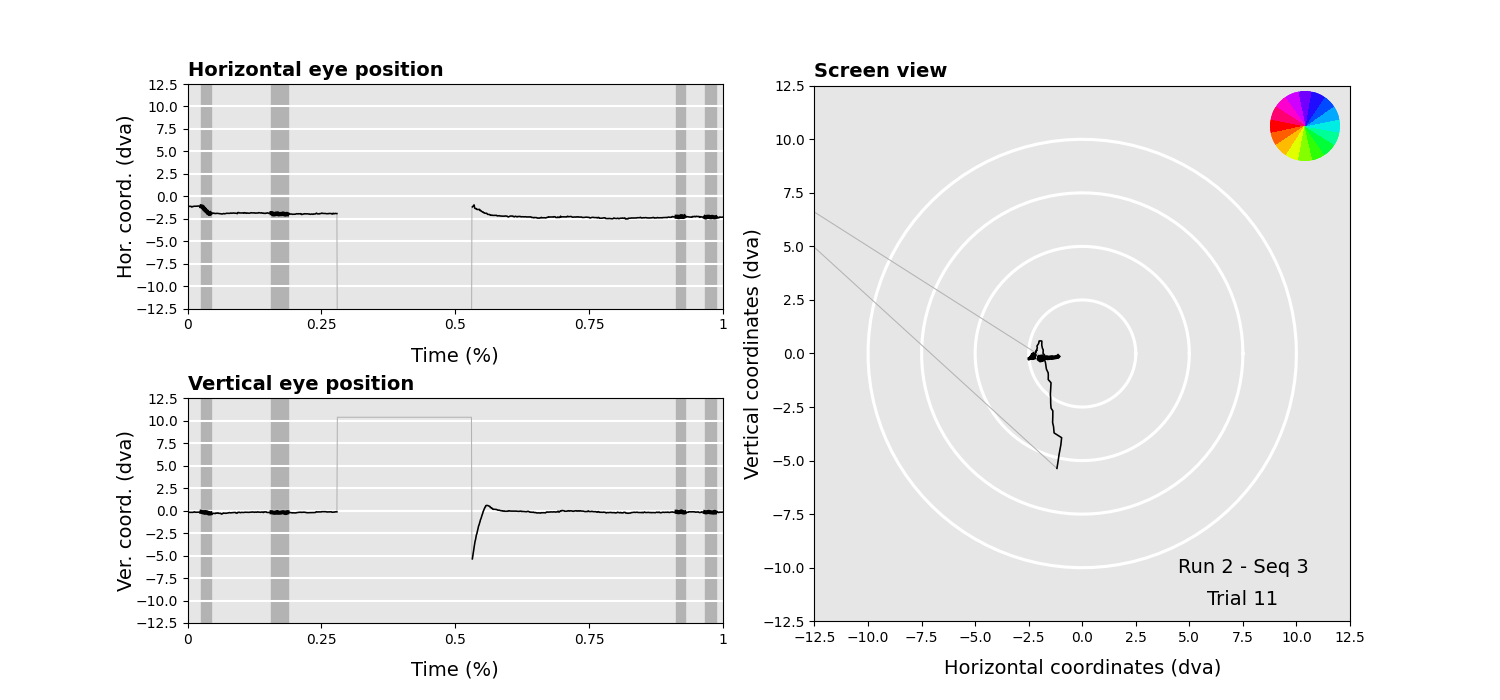 Horizontal eye position
Hor. coord. (dva)
12.5
10.0
7.5
5.0
2.5
0.0
−2.5
−5.0
−7.5
−10.0
−12.5
0 0.25 0.5 0.75 1
Time (%)
Vertical eye position
Ver. coord. (dva)
12.5
10.0
7.5
5.0
2.5
0.0
−2.5
−5.0
−7.5
−10.0
−12.5
0 0.25 0.5 0.75 1
Time (%)
Screen view
Vertical coordinates (dva)
12.5
10.0
7.5
5.0
2.5
0.0
−2.5
−5.0
−7.5
−10.0
−12.5
Run 2 - Seq 3
Trial 11
−12.5 −10.0 −7.5 −5.0 −2.5 0.0 2.5 5.0 7.5 10.0 12.5
Horizontal coordinates (dva)